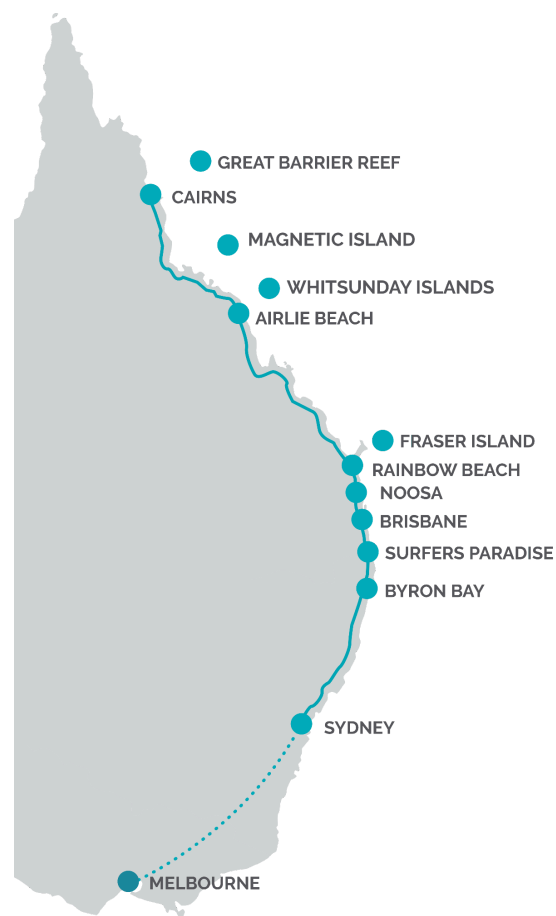 GREAT BARRIER REEF
CAIRNS
MAGNETIC ISLAND
WHITSUNDAY ISLANDS
AIRLIE BEACH
FRASER ISLAND
RAINBOW BEACH
NOOSA
BRISBANE
SURFERS PARADISE
BYRON BAY
SYDNEY
MELBOURNE